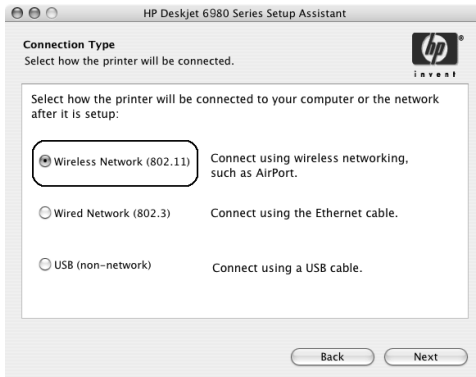 HP Deskjet 6980 Series Setup Assistant
Connection Type
Select how the printer will be connected.
hp
invent
Select how the printer will be connected to your computer or the network
after it is setup:
Wireless Network (802.11)
Connect using wireless networking,
such as AirPort.
Wired Network (802.3)
Connect using the Ethernet cable.
USB (non-network)
Connect using a USB cable.
Back
Next